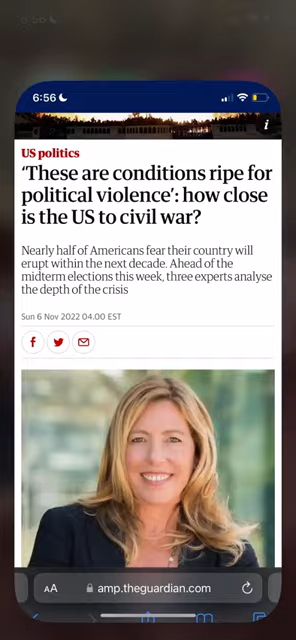 6:56
i
US politics
‘These are conditions ripe for
political violence’: how close
is the US to civil war?
Nearly half of Americans fear their country will
erupt within the next decade. Ahead of the
midterm elections this week, three experts analyse
the depth of the crisis
Sun 6 Nov 2022 04.00 EST
AA
amp.theguardian.com